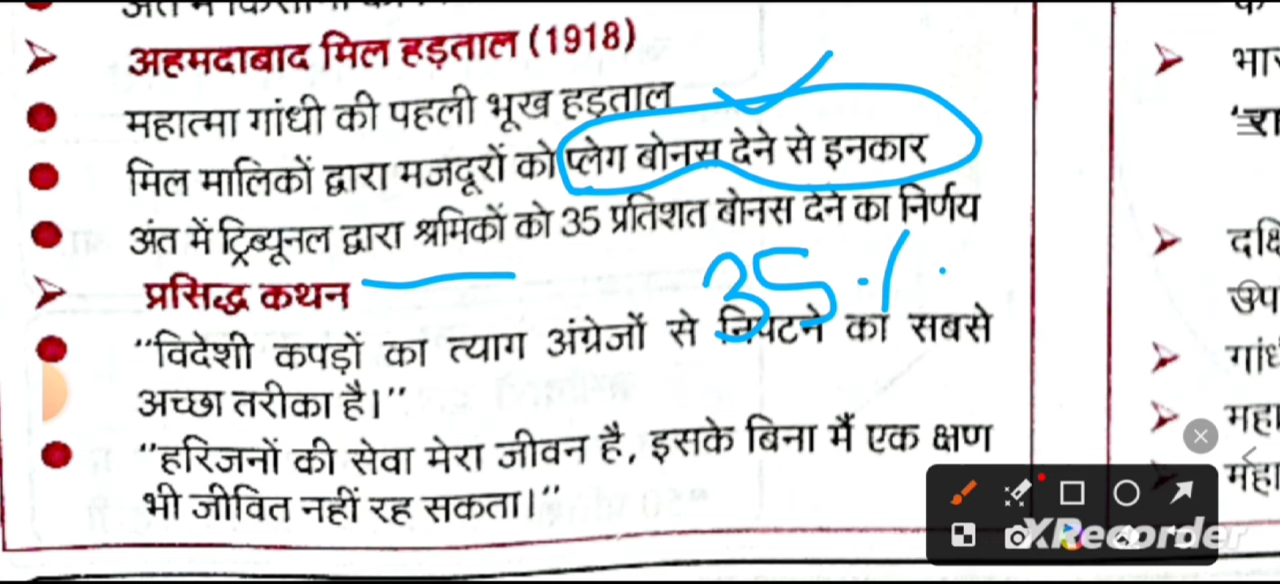 अहमदाबाद मिल हड़ताल (1918)
महात्मा गांधी की पहली भूख हड़ताल
मिल मालिकों द्वारा मजदूरों को प्लेग बोनस देने से इनकार
अंत में ट्रिब्यूनल द्वारा श्रमिकों को 35 प्रतिशत बोनस देने का निर्णय
35%
प्रसिद्ध कथन
"विदेशी कपड़ों का त्याग अंग्रेजों से निपटने का सबसे
अच्छा तरीका है।"
"हरिजनों की सेवा मेरा जीवन है, इसके बिना मैं एक क्षण
भी जीवित नहीं रह सकता।"
XRecorder